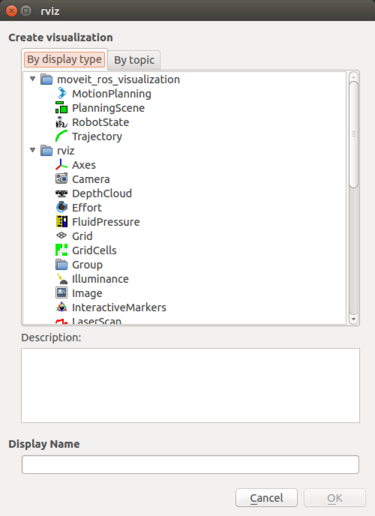 rviz
Create visualization
By display type By topic
moveit_ros_visualization
MotionPlanning
PlanningScene
RobotState
Trajectory
rviz
Axes
Camera
DepthCloud
Effort
FluidPressure
Grid
GridCells
Group
Illuminance
Image
InteractiveMarkers
LaserScan
Description:
Display Name
Cancel OK